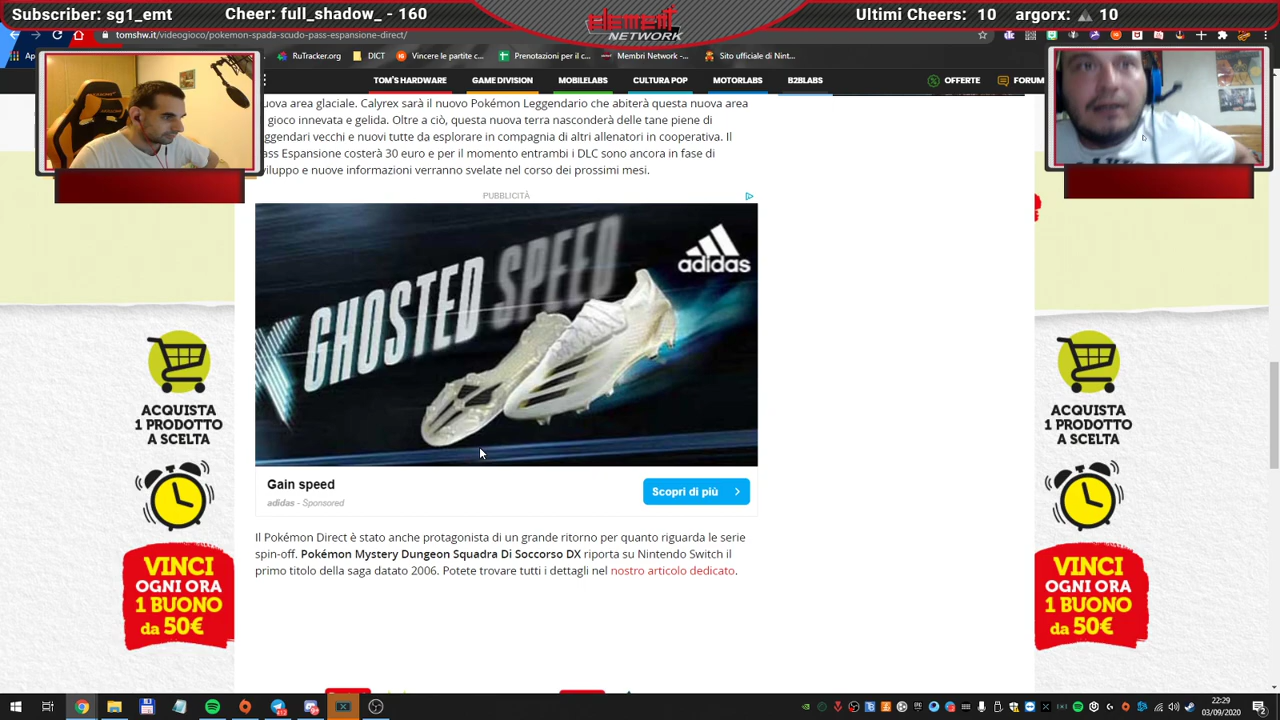 Subscriber: sg1_emt
Cheer: full_shadow_ - 160
element
NETWORK
Ultimi Cheers: 10
argorx: 10
tomshw.it/videogioco/pokemon-spada-scudo-pass-espansione-direct/
RuTracker.org
DICT
Vincere le partite c...
Prenotazioni per il c...
Membri Network -...
Sito ufficiale di Nint...
TOM'S HARDWARE
GAME DIVISION
MOBILELABS
CULTURA POP
MOTORLABS
B2BLABS
OFFERTE
FORUM
uova area glaciale. Calyrex sarà il nuovo Pokémon Leggendario che abiterà questa nuova area
gioco innevata e gelida. Oltre a ciò, questa nuova terra nasconderà delle tane piene di
ggendari vecchi e nuovi tutte da esplorare in compagnia di altri allenatori in cooperativa. Il
ass Espansione costerà 30 euro e per il momento entrambi i DLC sono ancora in fase di
iluppo e nuove informazioni verranno svelate nel corso dei prossimi mesi.
PUBBLICITÀ
GHOSTED SPEED
adidas
Gain speed
adidas - Sponsored
Scopri di più
Il Pokémon Direct è stato anche protagonista di un grande ritorno per quanto riguarda le serie
spin-off. Pokémon Mystery Dungeon Squadra Di Soccorso DX riporta su Nintendo Switch il
primo titolo della saga datato 2006. Potete trovare tutti i dettagli nel nostro articolo dedicato.
ACQUISTA
1 PRODOTTO
A SCELTA
VINCI
OGNI ORA
1 BUONO
da 50€
ACQUISTA
1 PRODOTTO
A SCELTA
VINCI
OGNI ORA
1 BUONO
da 50€
22:29
03/09/2020